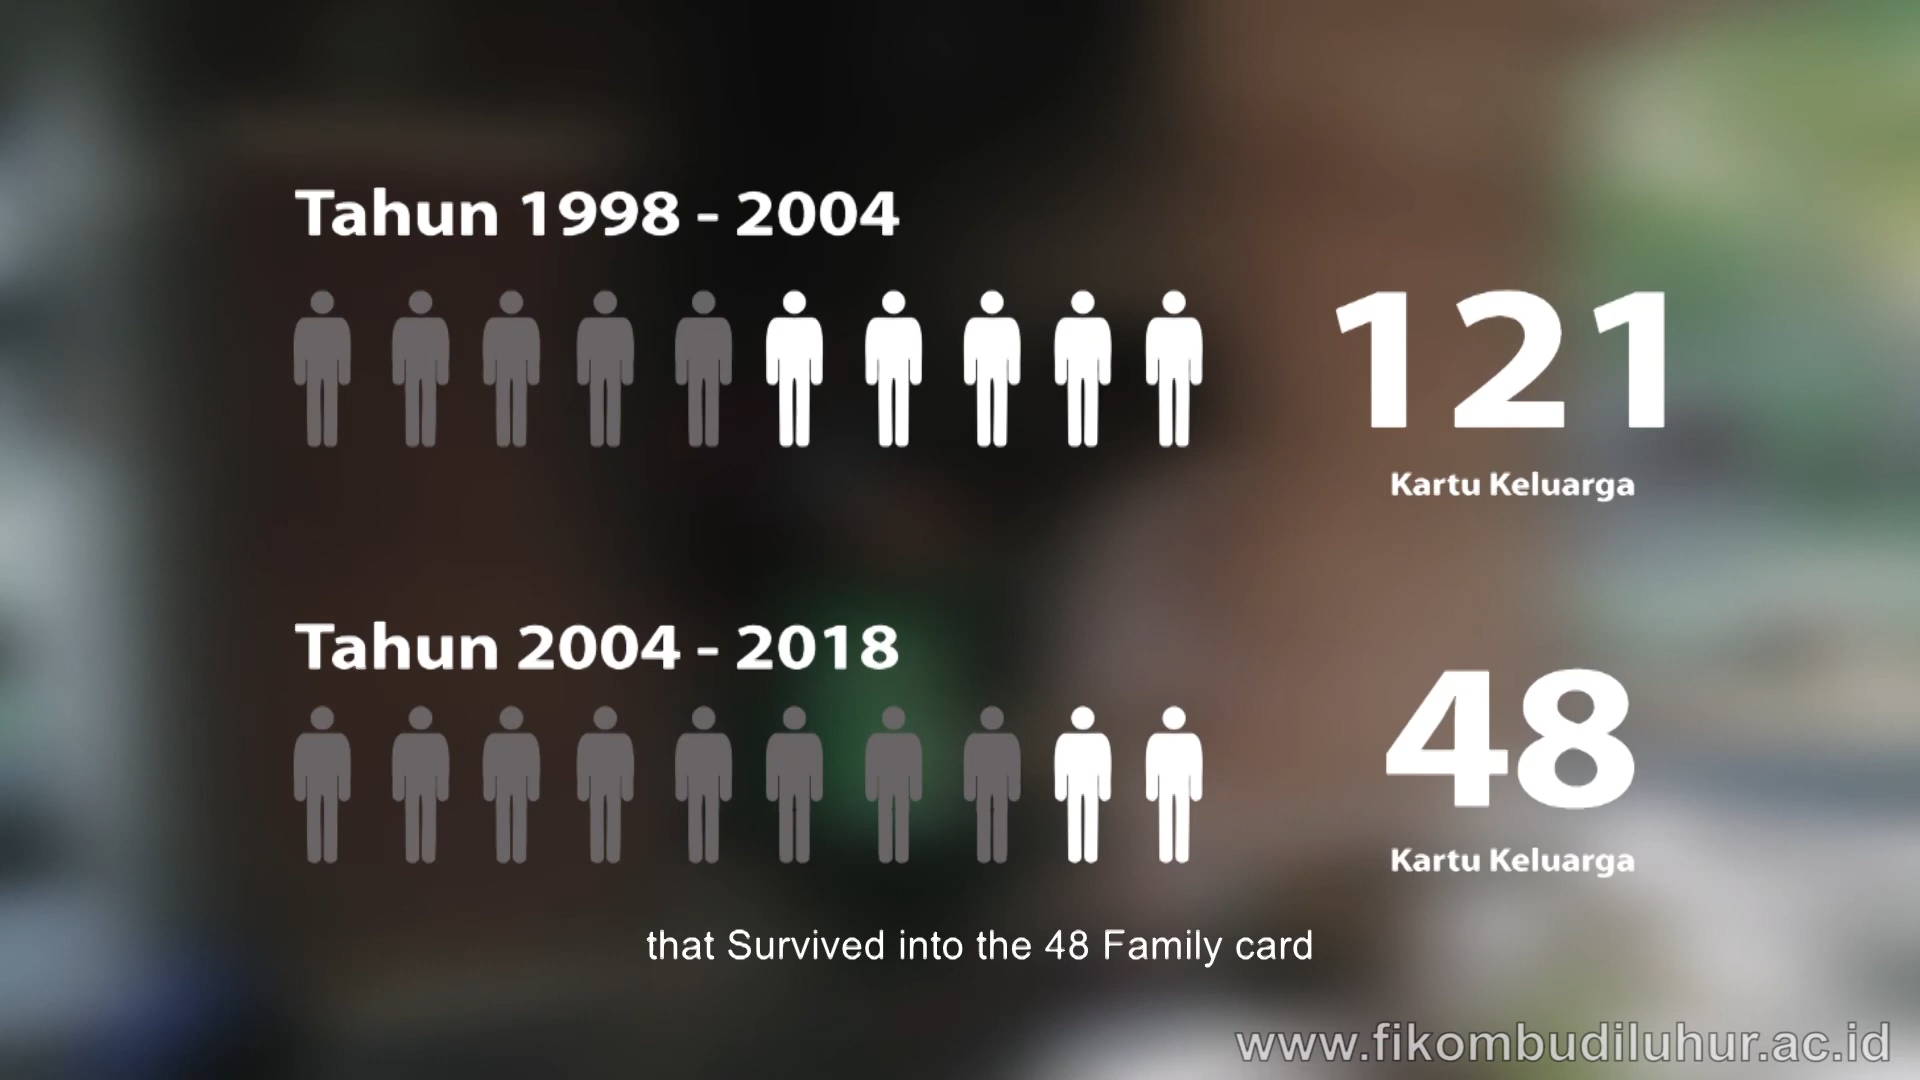 Tahun 1998 - 2004
121
Kartu Keluarga
Tahun 2004 - 2018
48
Kartu Keluarga
that Survived into the 48 Family card
www.fikombudiluhur.ac.id